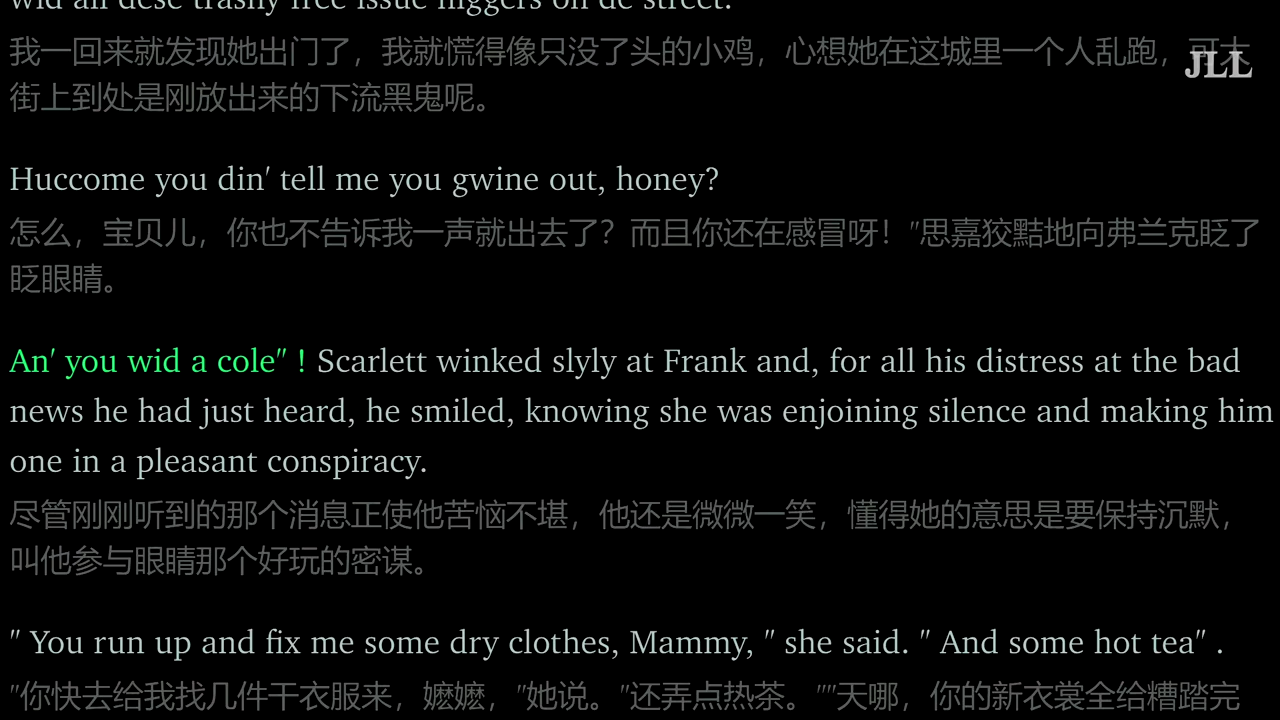 wid all dese trashy free issue niggers on de street.
我一回来就发现她出门了，我就慌得像只没了头的小鸡，心想她在这城里一个人乱跑，可大
JLL
街上到处是刚放出来的下流黑鬼呢。
Huccome you din' tell me you gwine out, honey?
怎么，宝贝儿，你也不告诉我一声就出去了？而且你还在感冒呀！"思嘉狡黠地向弗兰克眨了
眨眼睛。
An' you wid a cole" ! Scarlett winked slyly at Frank and, for all his distress at the bad
news he had just heard, he smiled, knowing she was enjoining silence and making him
one in a pleasant conspiracy.
尽管刚刚听到的那个消息正使他苦恼不堪，他还是微微一笑，懂得她的意思是要保持沉默，
叫他参与眼睛那个好玩的密谋。
" You run up and fix me some dry clothes, Mammy, " she said. " And some hot tea" .
"你快去给我找几件干衣服来，嬷嬷，"她说。"还弄点热茶。""天哪，你的新衣裳全给糟踏完